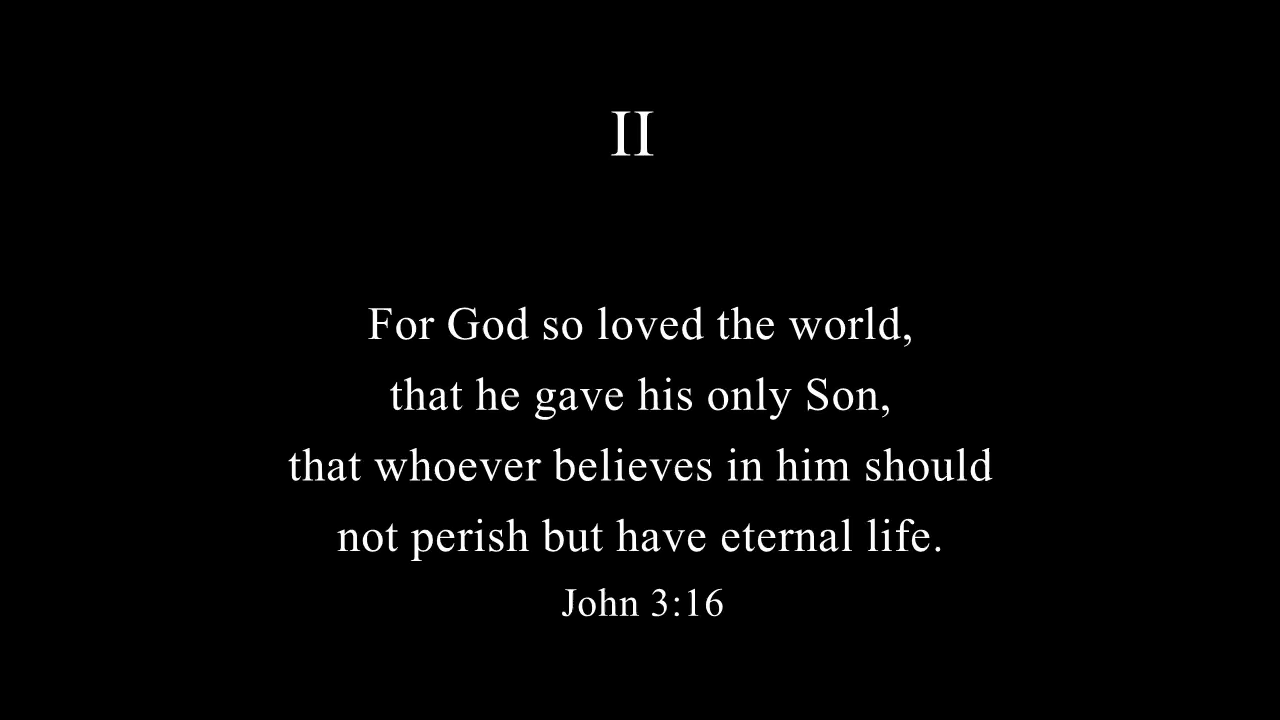 II
For God so loved the world,
that he gave his only Son,
that whoever believes in him should
not perish but have eternal life.
John 3:16